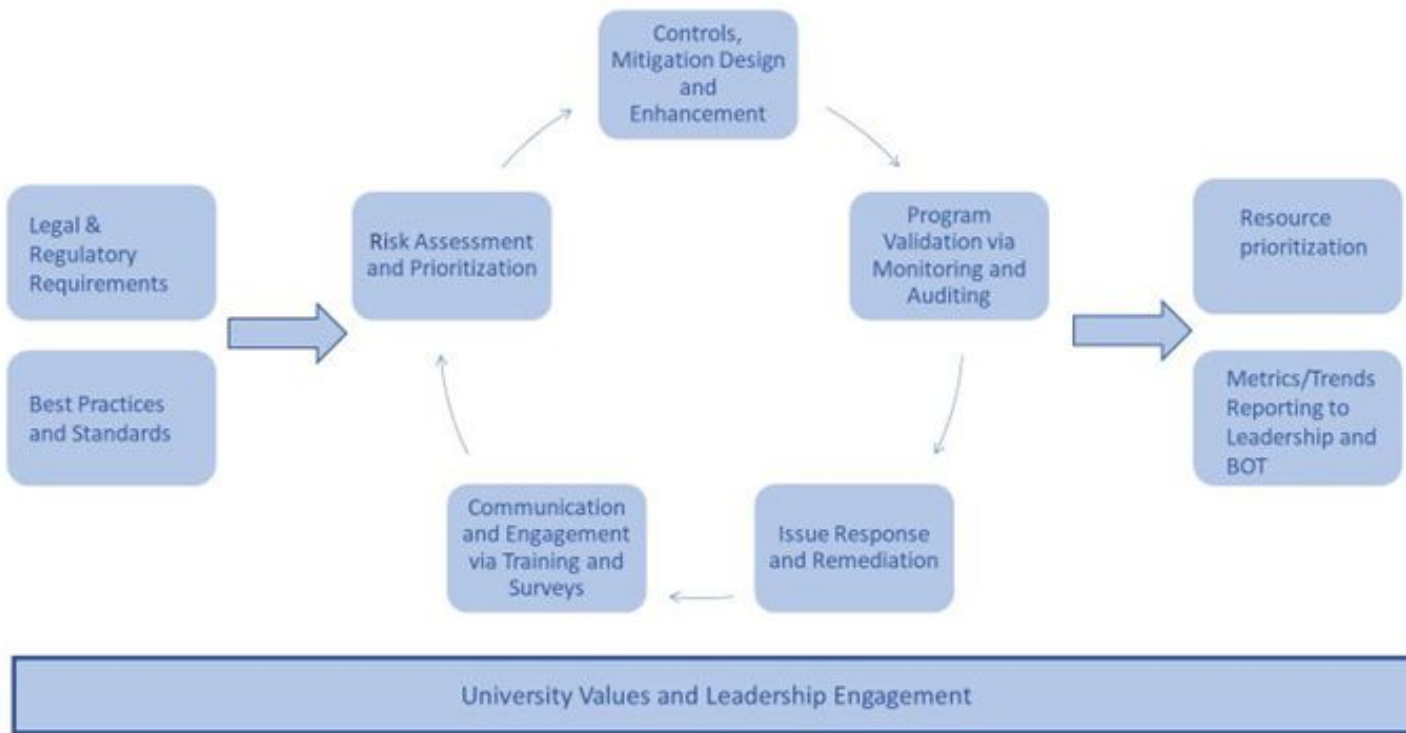 Controls,
Mitigation Design
and
Enhancement
Legal &
Regulatory
Requirements
Risk Assessment
and Prioritization
Program
Validation via
Monitoring and
Auditing
Resource
prioritization
Best Practices
and Standards
Metrics/Trends
Reporting to
Leadership and
BOT
Communication
and Engagement
via Training and
Surveys
Issue Response
and Remediation
University Values and Leadership Engagement